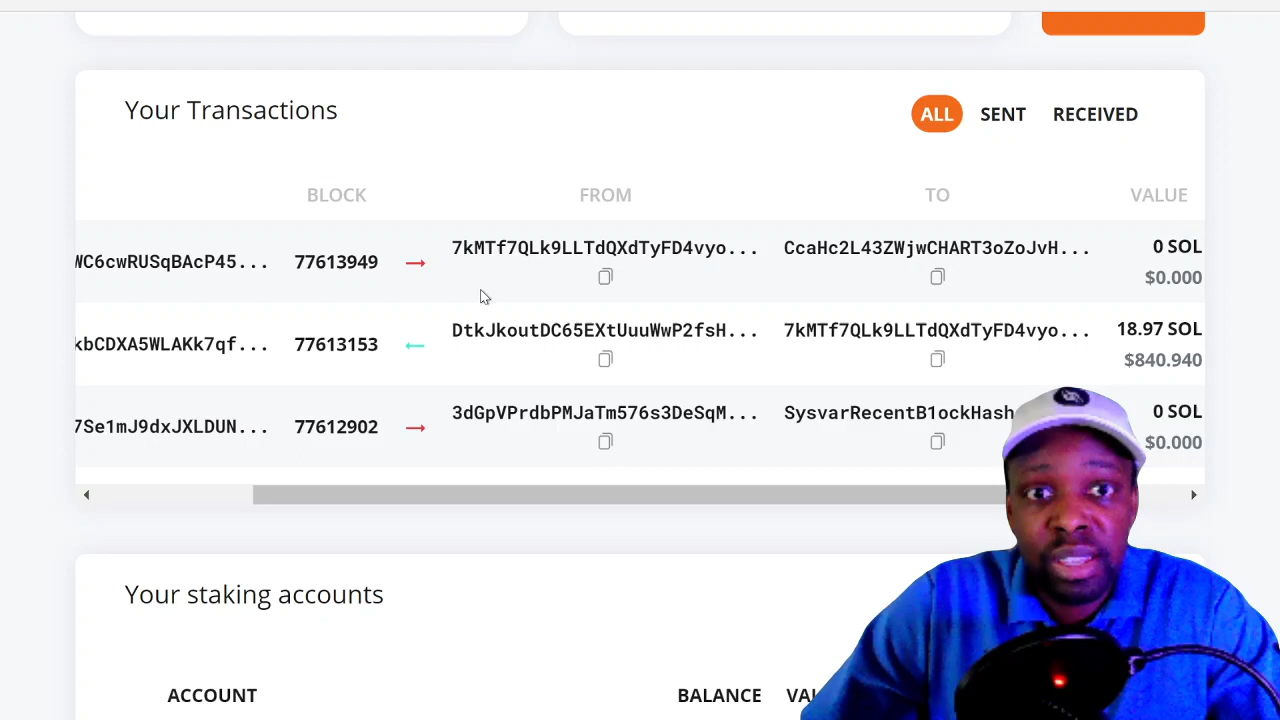 Your Transactions
ALL SENT RECEIVED
BLOCK FROM TO VALUE
WC6cwRUSqBAcP45... 77613949 → 7kMTf7QLk9LLTdQXdTyFD4vyo... CcaHc2L43ZWjwCHART3oZoJvH... 0 SOL
$0.000
kbCDXA5WLAKk7qf... 77613153 ← DtkJkoutDC65EXtUuuWwP2fsH... 7kMTf7QLk9LLTdQXdTyFD4vyo... 18.97 SOL
$840.940
7Se1mJ9dxJXLDUN... 77612902 → 3dGpVPrdbPMJaTm576s3DeSqM... SysvarRecentB1ockHash 0 SOL
$0.000
Your staking accounts
ACCOUNT BALANCE